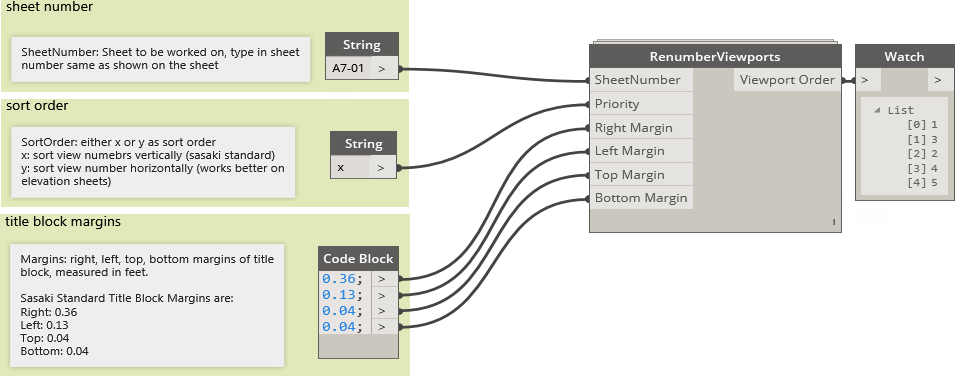 sheet number
SheetNumber: Sheet to be worked on, type in sheet
number same as shown on the sheet
String
A7-01 >
sort order
SortOrder: either x or y as sort order
x: sort view numebrs vertically (sasaki standard)
y: sort view number horizontally (works better on
elevation sheets)
String
x >
title block margins
Margins: right, left, top, bottom margins of title
block, measured in feet.
Sasaki Standard Title Block Margins are:
Right: 0.36
Left: 0.13
Top: 0.04
Bottom: 0.04
Code Block
0.36; >
0.13; >
0.04; >
0.04; >
RenumberViewports
SheetNumber
Priority
Right Margin
Left Margin
Top Margin
Bottom Margin
Viewport Order
I
Watch
> >
List
[0] 1
[1] 3
[2] 2
[3] 4
[4] 5